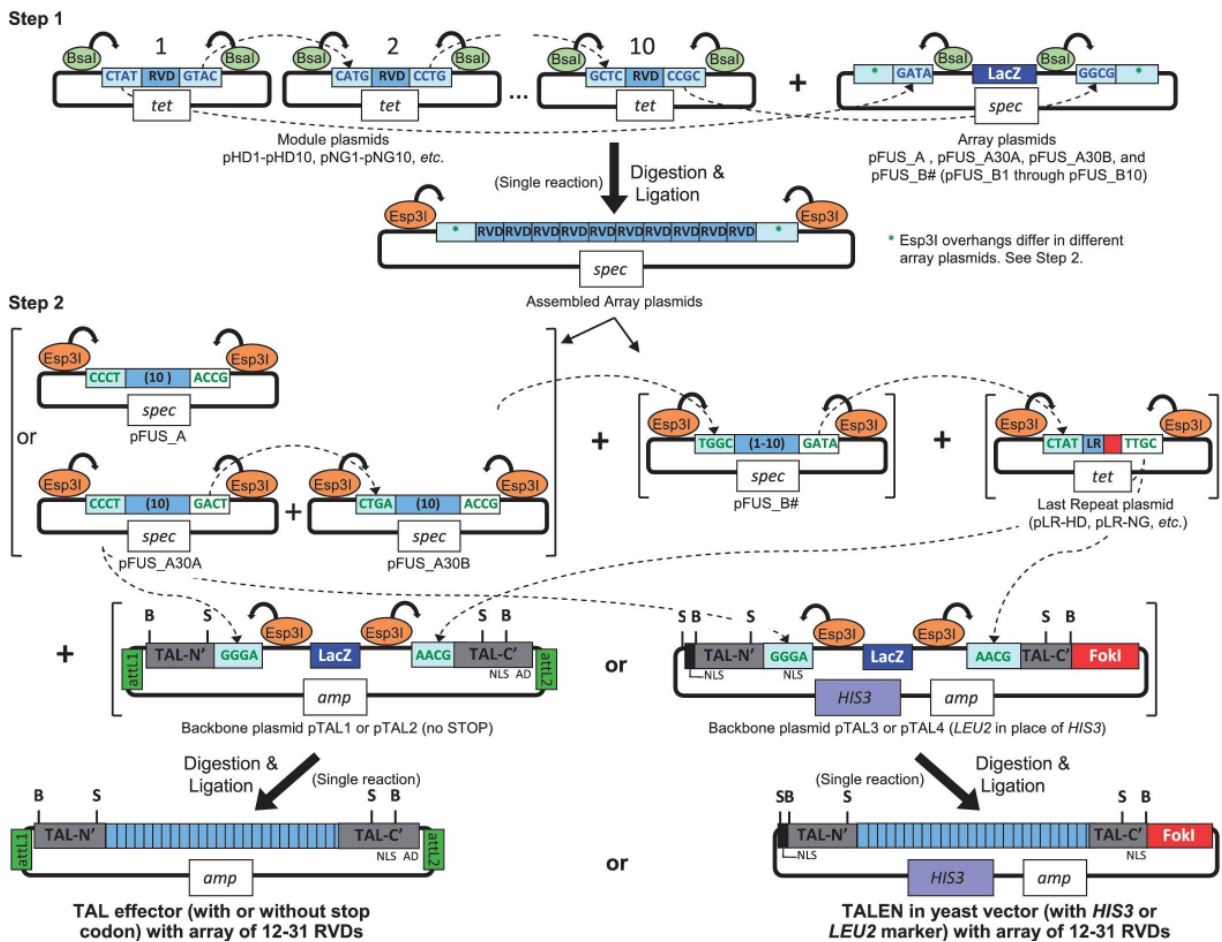 Step 1
1
2
10
BsaI
BsaI
BsaI
BsaI
BsaI
BsaI
BsaI
BsaI
CTAT RVD GTAC
CATG RVD CCTG
GCTC RVD CCGC
* GATA LacZ GGCG *
+
...
tet
tet
tet
spec
Module plasmids
pHD1-pHD10, pNG1-pNG10, etc.
Array plasmids
pFUS_A , pFUS_A30A, pFUS_A30B, and
pFUS_B# (pFUS_B1 through pFUS_B10)
(Single reaction)
Digestion &
Ligation
Esp3I
Esp3I
* RVD RVD RVD RVD RVD RVD RVD RVD RVD RVD *
spec
* Esp3I overhangs differ in different
array plasmids. See Step 2.
Assembled Array plasmids
Step 2
Esp3I
Esp3I
CCCT (10 ) ACCG
spec
pFUS_A
or
Esp3I
Esp3I
Esp3I
CCCT (10) GACT
+
CTGA (10) ACCG
spec
spec
pFUS_A30A
pFUS_A30B
+
Esp3I
Esp3I
TGGC (1-10) GATA
spec
pFUS_B#
+
Esp3I
Esp3I
CTAT LR TTGC
tet
Last Repeat plasmid
(pLR-HD, pLR-NG, etc.)
+
B S S B
Esp3I
Esp3I
attL1
TAL-N' GGGA LacZ AACG TAL-C'
NLS AD
attL2
amp
Backbone plasmid pTAL1 or pTAL2 (no STOP)
or
S B S S B
Esp3I
Esp3I
TAL-N' GGGA LacZ AACG TAL-C' FokI
NLS
NLS
HIS3
amp
Backbone plasmid pTAL3 or pTAL4 (LEU2 in place of HIS3)
Digestion &
Ligation
(Single reaction)
(Single reaction)
Digestion &
Ligation
B S S B
attL1
TAL-N' TAL-C'
NLS AD
attL2
amp
TAL effector (with or without stop
codon) with array of 12-31 RVDs
or
S B S S B
TAL-N' TAL-C' FokI
NLS
NLS
HIS3
amp
TALEN in yeast vector (with HIS3 or
LEU2 marker) with array of 12-31 RVDs